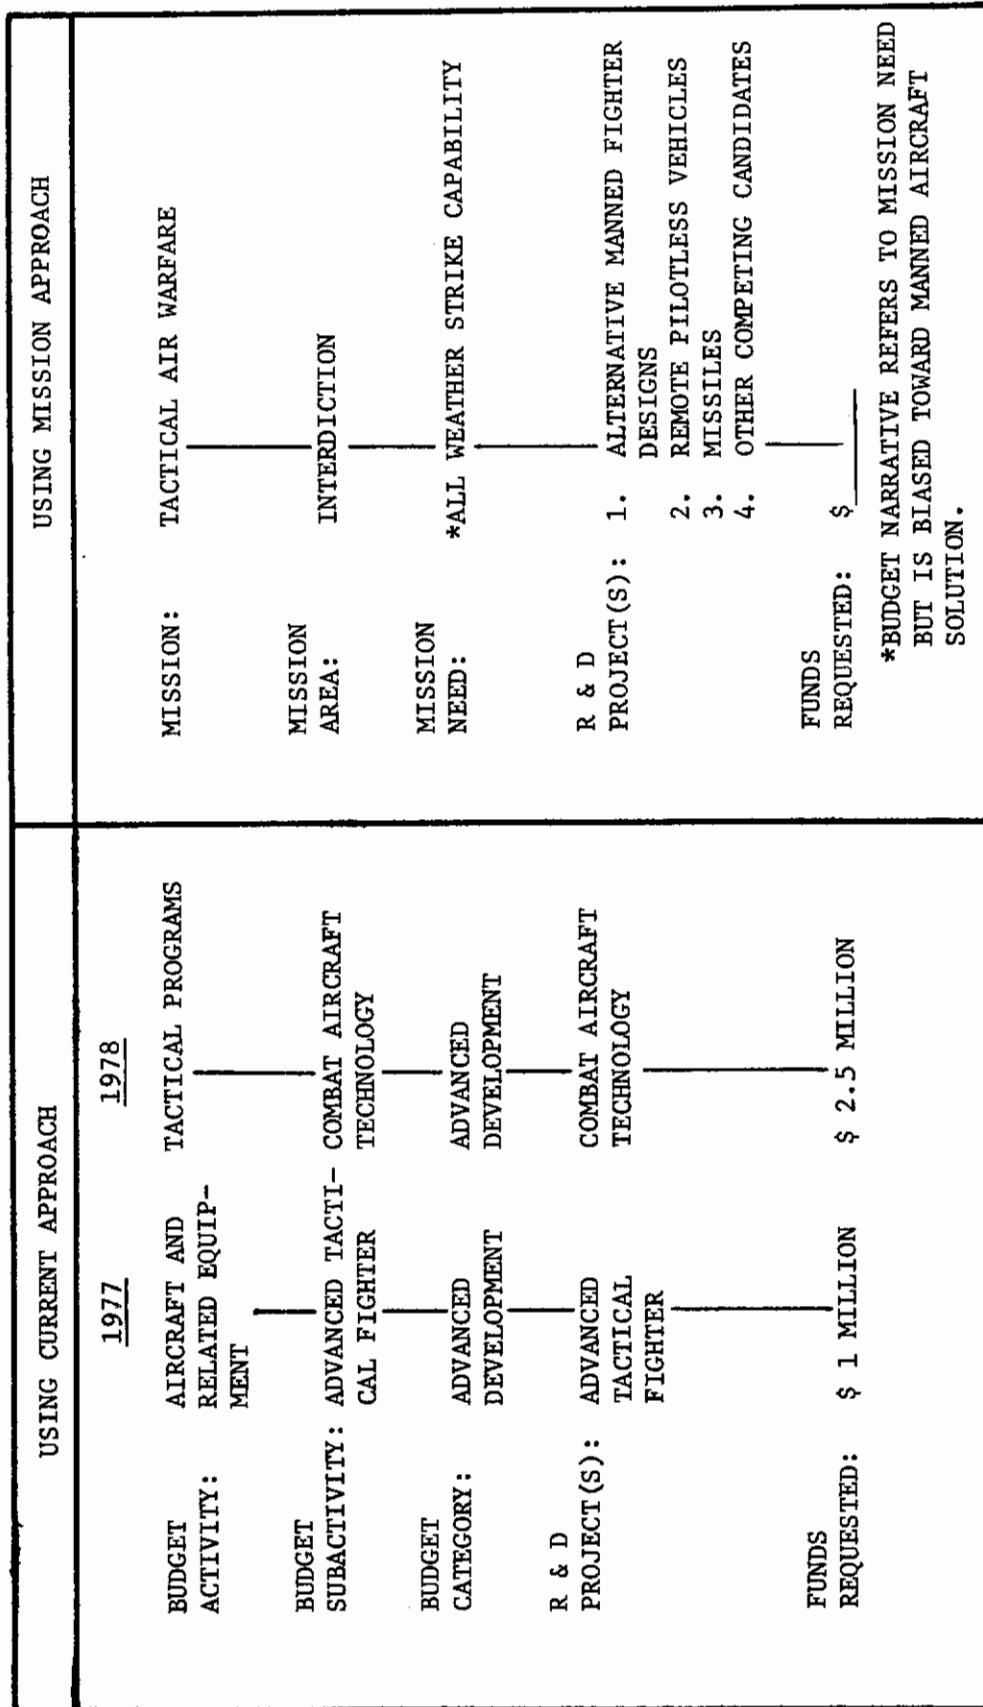 USING CURRENT APPROACH
1977
1978
BUDGET
ACTIVITY:
AIRCRAFT AND
RELATED EQUIP-
MENT
TACTICAL PROGRAMS
BUDGET
SUBACTIVITY:
ADVANCED TACTI-
CAL FIGHTER
COMBAT AIRCRAFT
TECHNOLOGY
BUDGET
CATEGORY:
ADVANCED
DEVELOPMENT
ADVANCED
DEVELOPMENT
R & D
PROJECT(S):
ADVANCED
TACTICAL
FIGHTER
COMBAT AIRCRAFT
TECHNOLOGY
FUNDS
REQUESTED:
$ 1 MILLION
$ 2.5 MILLION
USING MISSION APPROACH
MISSION:
TACTICAL AIR WARFARE
MISSION
AREA:
INTERDICTION
MISSION
NEED:
*ALL WEATHER STRIKE CAPABILITY
R & D
PROJECT(S):
1. ALTERNATIVE MANNED FIGHTER
DESIGNS
2. REMOTE PILOTLESS VEHICLES
3. MISSILES
4. OTHER COMPETING CANDIDATES
FUNDS
REQUESTED:
$
*BUDGET NARRATIVE REFERS TO MISSION NEED
BUT IS BIASED TOWARD MANNED AIRCRAFT
SOLUTION.